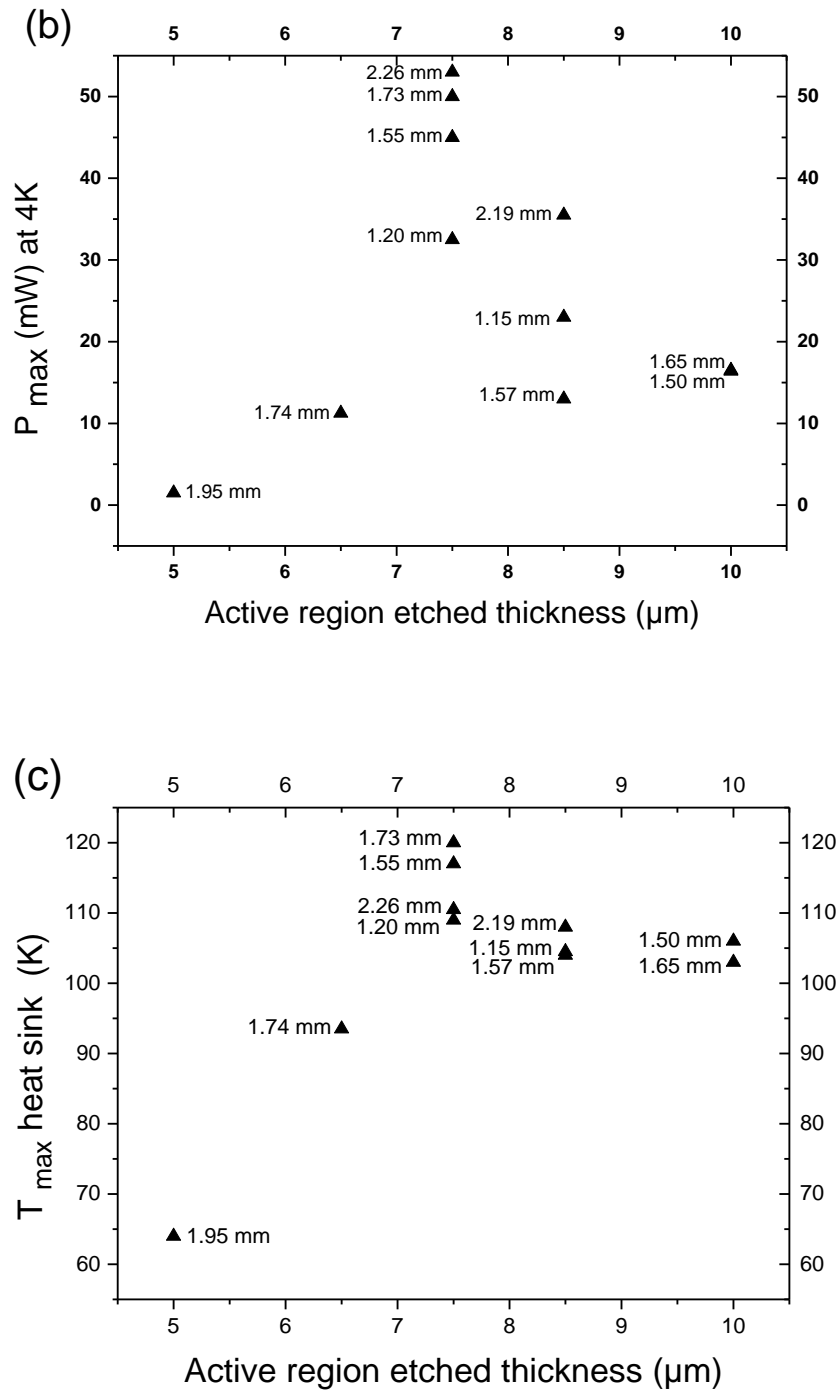 (b)
5 6 7 8 9 10
2.26 mm
50 1.73 mm 50
1.55 mm
40 40
2.19 mm
1.20 mm
30 30
1.15 mm
20 20
1.65 mm
1.50 mm
1.57 mm
1.74 mm
10 10
1.95 mm
0 0
P max (mW) at 4K
5 6 7 8 9 10
Active region etched thickness (µm)
(c)
5 6 7 8 9 10
120 1.73 mm 120
1.55 mm
110 2.26 mm 110
2.19 mm
1.20 mm
1.15 mm 1.50 mm
1.57 mm 1.65 mm
100 100
1.74 mm
90 90
80 80
70 70
1.95 mm
60 60
T max heat sink (K)
5 6 7 8 9 10
Active region etched thickness (µm)